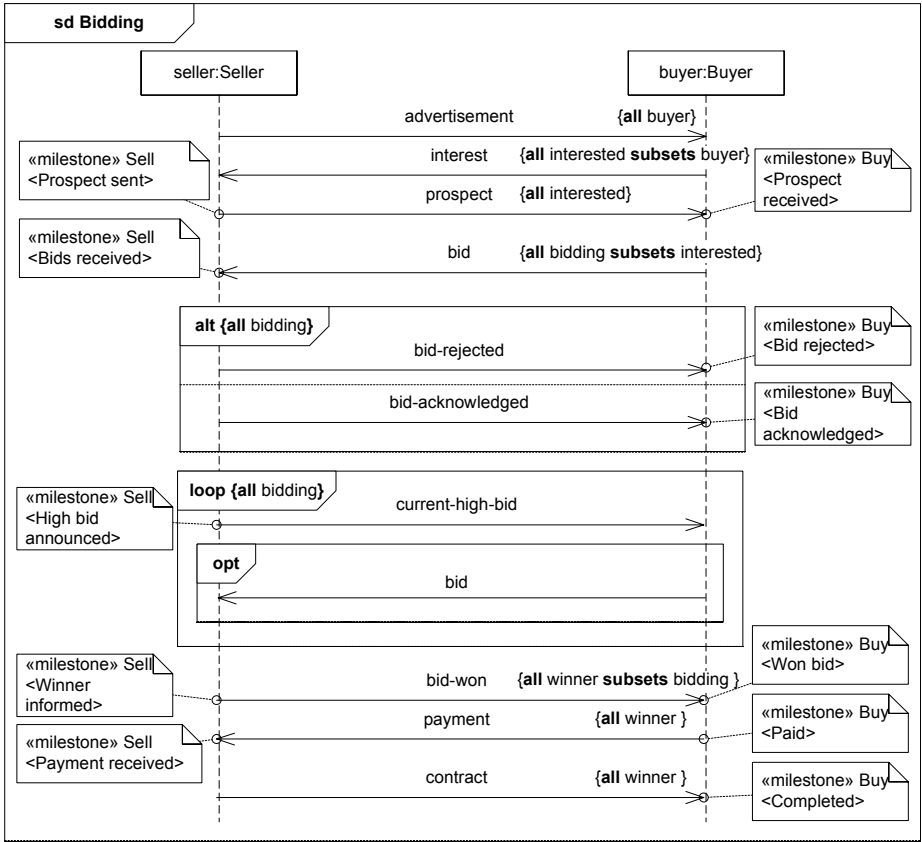 sd Bidding
seller:Seller
buyer:Buyer
advertisement {all buyer}
«milestone» Sell
<Prospect sent>
interest {all interested subsets buyer}
«milestone» Buy
<Prospect
received>
prospect {all interested}
«milestone» Sell
<Bids received>
bid {all bidding subsets interested}
alt {all bidding}
«milestone» Buy
<Bid rejected>
bid-rejected
«milestone» Buy
<Bid
acknowledged>
bid-acknowledged
loop {all bidding}
«milestone» Sell
<High bid
announced>
current-high-bid
opt
bid
«milestone» Buy
<Won bid>
«milestone» Sell
<Winner
informed>
bid-won {all winner subsets bidding }
«milestone» Buy
<Paid>
payment {all winner }
«milestone» Sell
<Payment received>
contract {all winner }
«milestone» Buy
<Completed>